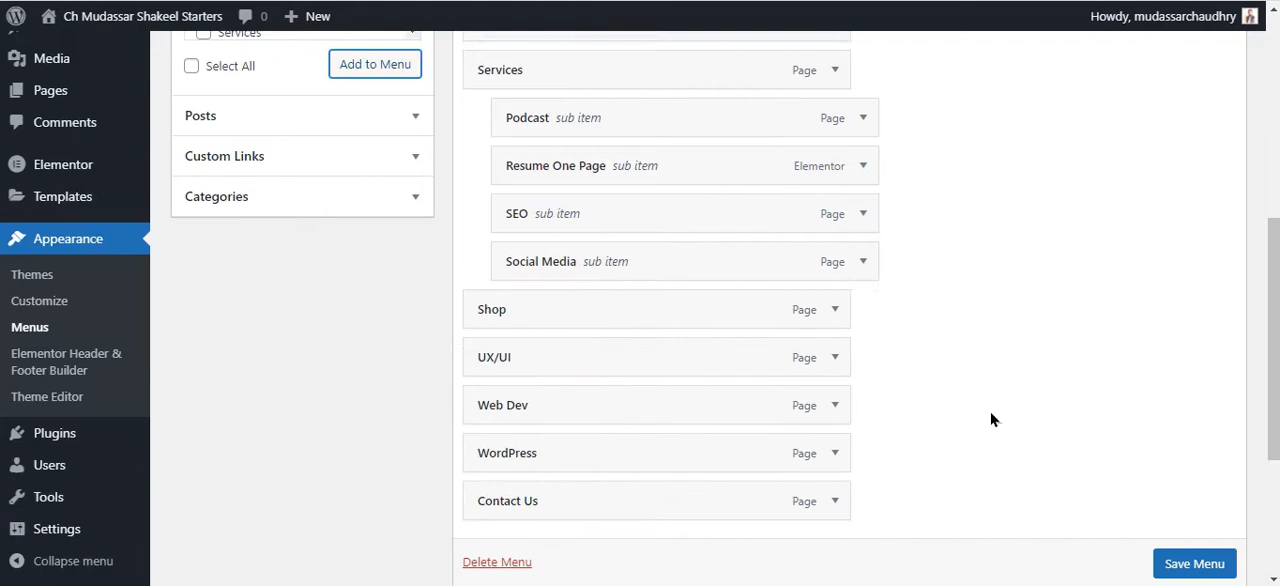 Ch Mudassar Shakeel Starters 0 New Howdy, mudassarchaudhry
Media
Pages
Comments
Elementor
Templates
Appearance
Themes
Customize
Menus
Elementor Header &
Footer Builder
Theme Editor
Plugins
Users
Tools
Settings
Collapse menu
Services
Select All Add to Menu
Posts
Custom Links
Categories
Services Page
Podcast sub item Page
Resume One Page sub item Elementor
SEO sub item Page
Social Media sub item Page
Shop Page
UX/UI Page
Web Dev Page
WordPress Page
Contact Us Page
Delete Menu Save Menu